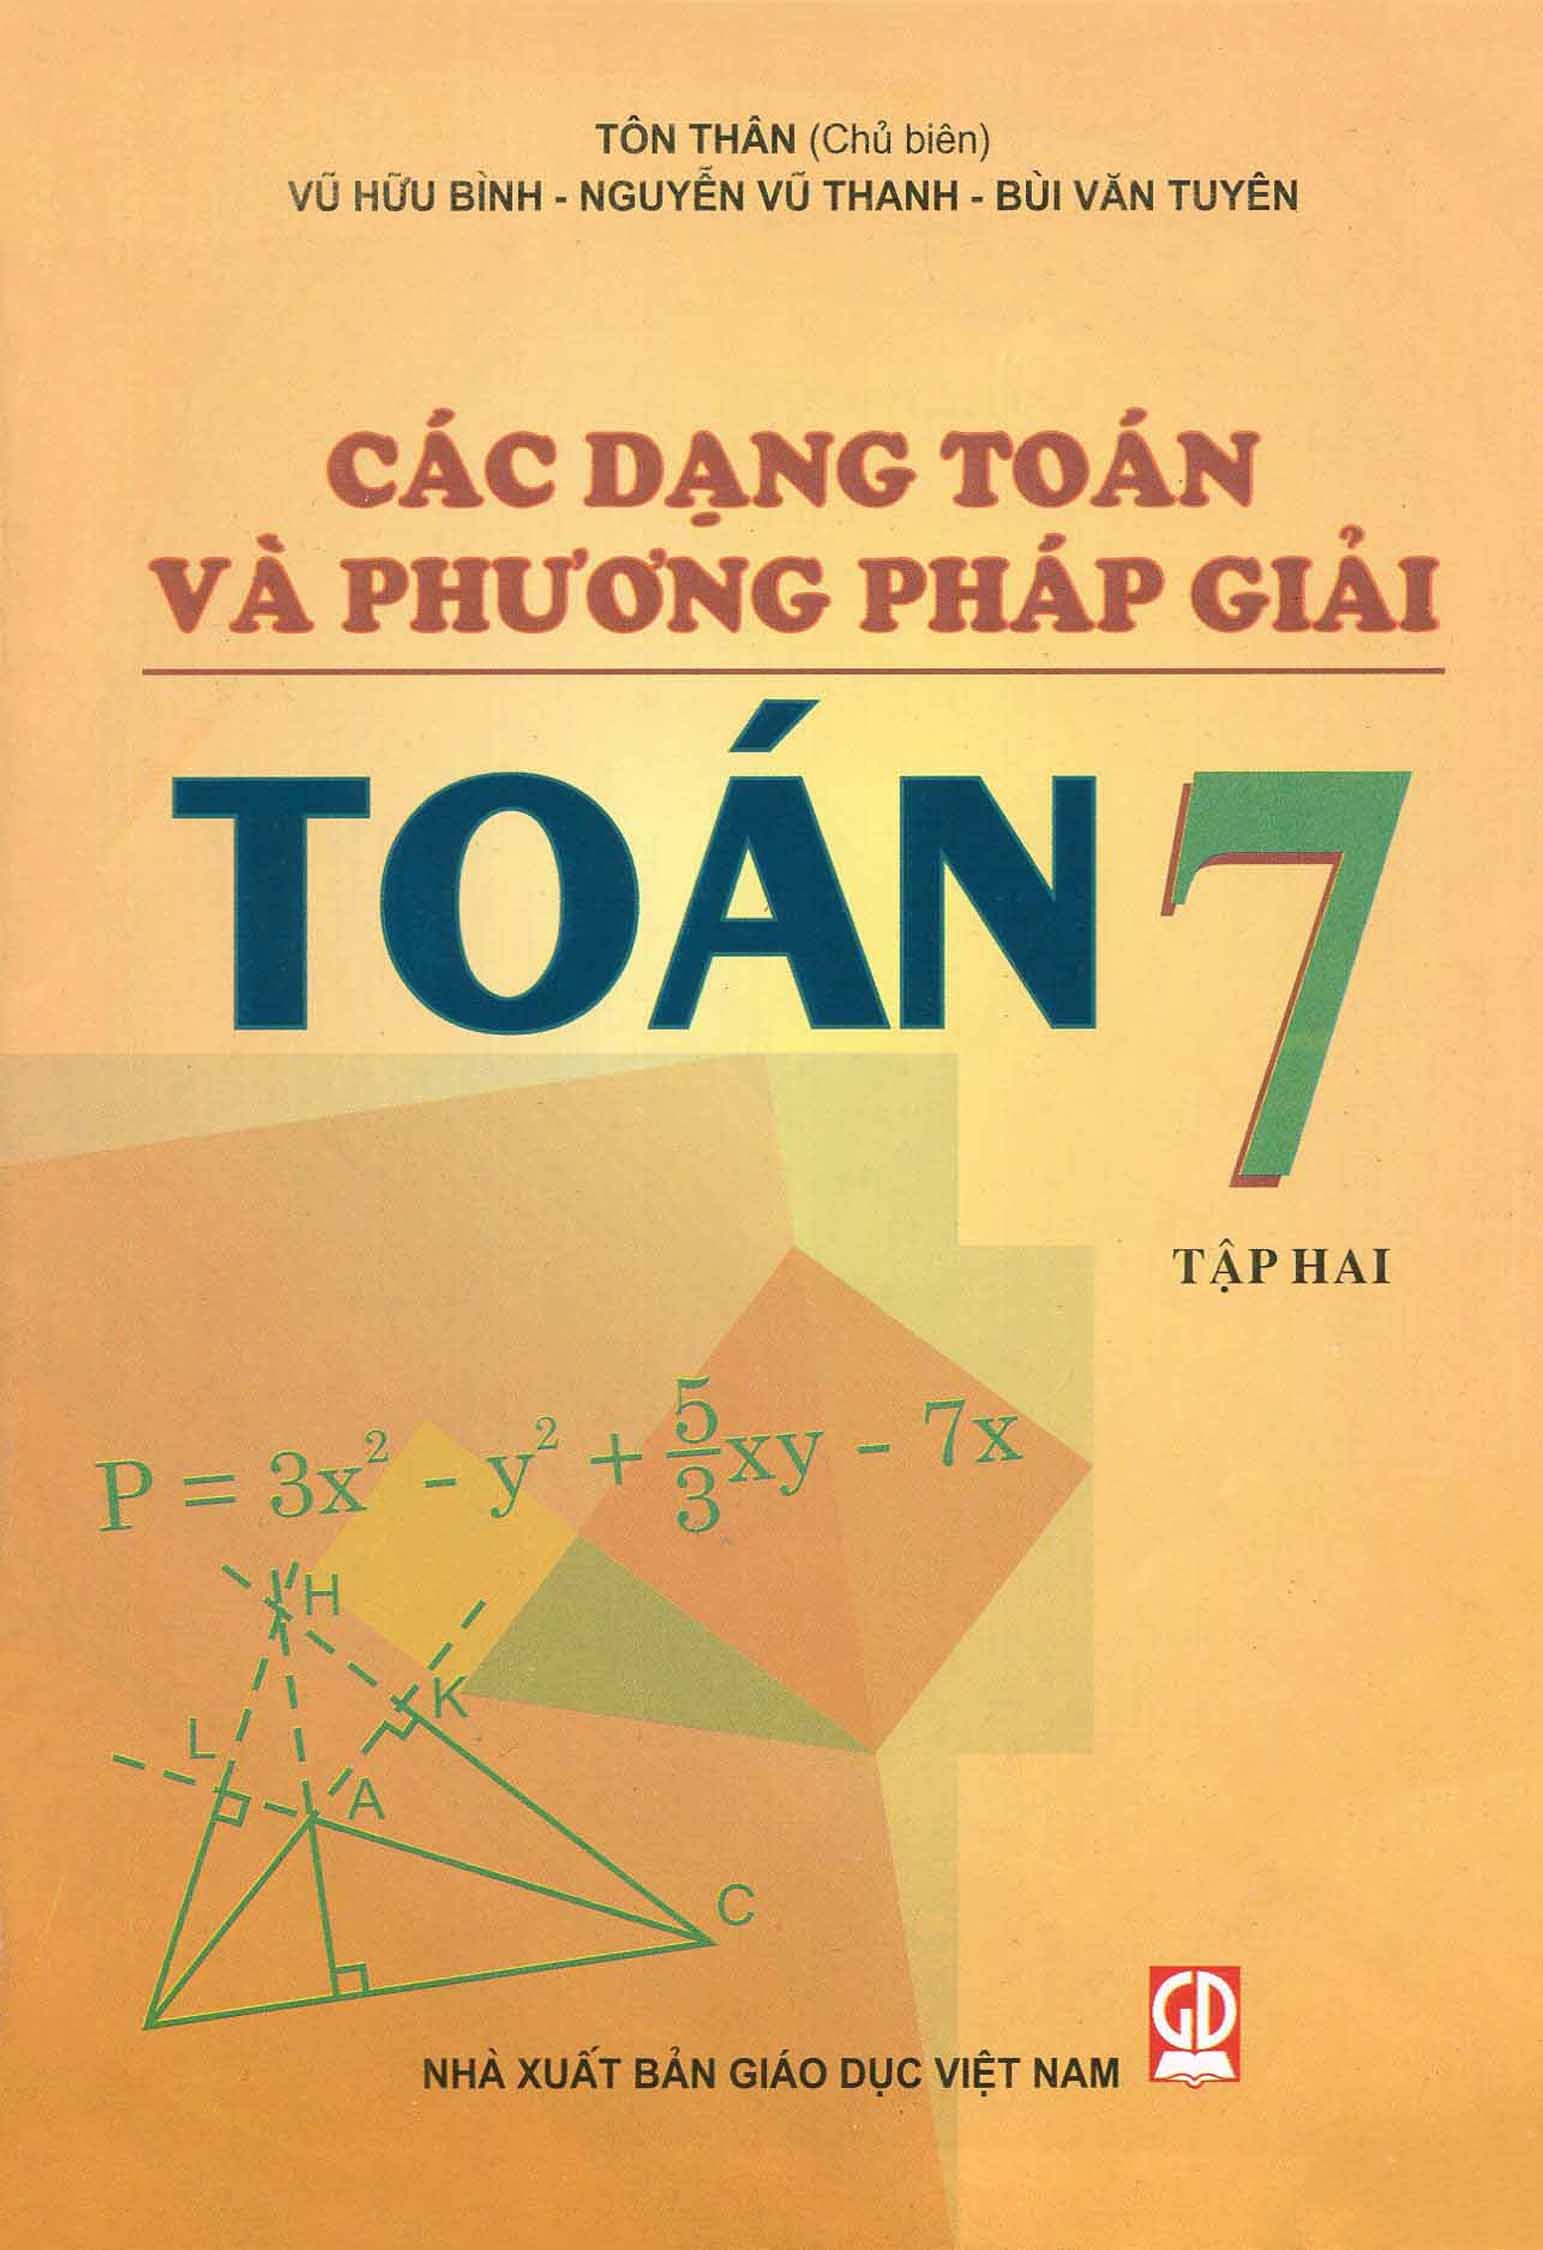 TÔN THÂN (Chủ biên)
VŨ HỮU BÌNH - NGUYỄN VŨ THANH - BÙI VĂN TUYÊN
CÁC DẠNG TOÁN
VÀ PHƯƠNG PHÁP GIẢI
TOÁN 7
TẬP HAI
P = 3x² - y² + 5/3xy - 7x
H
K
L
A
C
GD
NHÀ XUẤT BẢN GIÁO DỤC VIỆT NAM